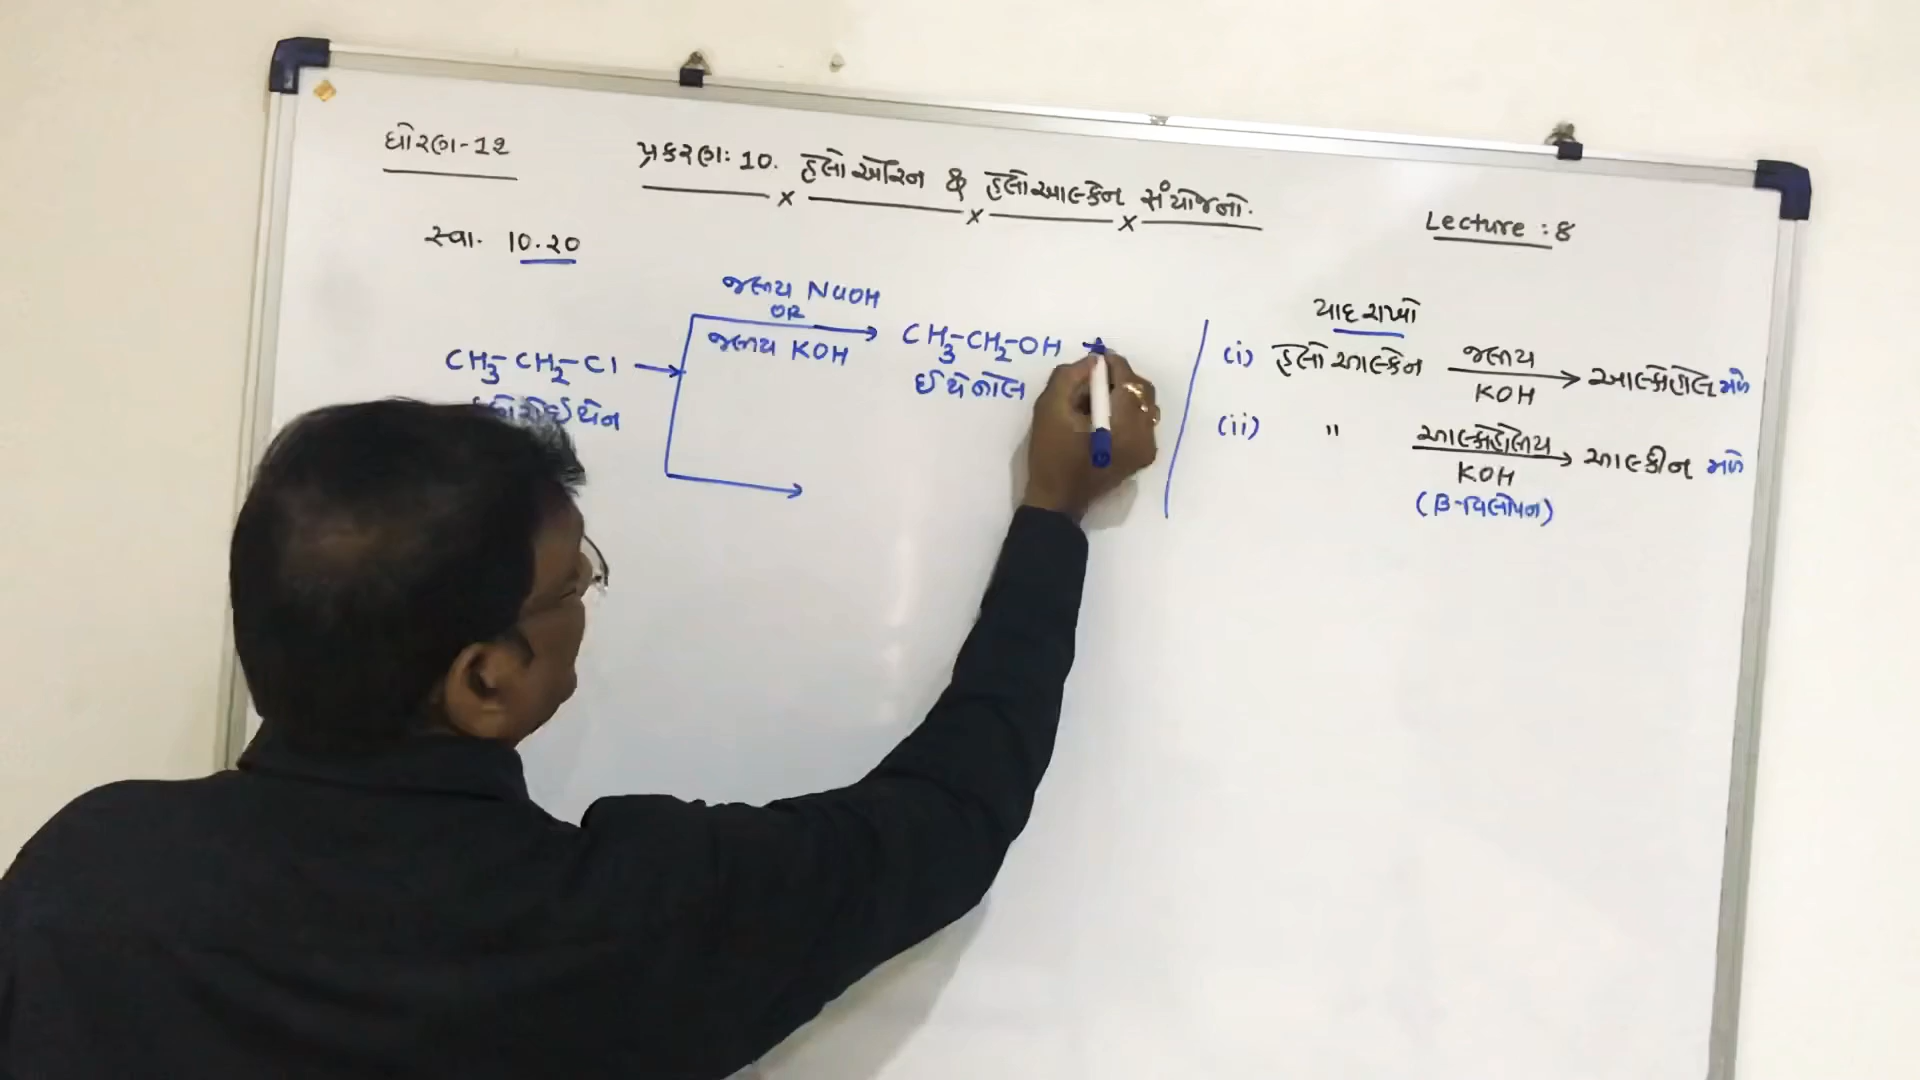 ધોરણ-12
પ્રકરણ: 10. હેલોએરિન & હેલોઆલ્કેન સંયોજનો.
Lecture : 8
સ્વા. 10.20
જલીય NaOH
OR
જલીય KOH
CH3-CH2-Cl → CH3-CH2-OH +
ઈથેનોલ
યાદ રાખો
(i) હેલોઆલ્કેન જલીય KOH → આલ્કોહોલ મળે
(ii) " આલ્કોહોલીય KOH → આલ્કીન મળે
(β-વિલોપન)